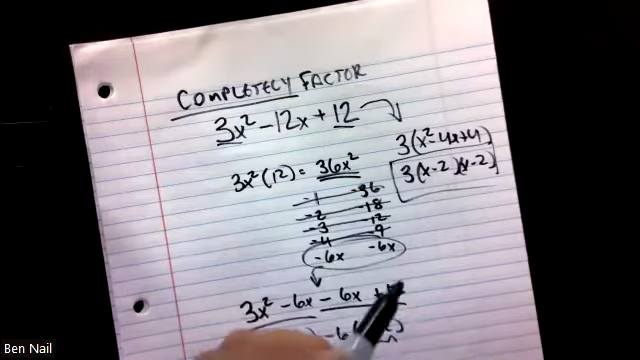 COMPLETELY FACTOR
3x² - 12x + 12
3(x² - 4x + 4)
3(x - 2)(x - 2)
3x²(12) = 36x²
-1 -36
-2 -18
-3 -12
-4 -9
-6x -6x
3x² - 6x - 6x +
Ben Nail